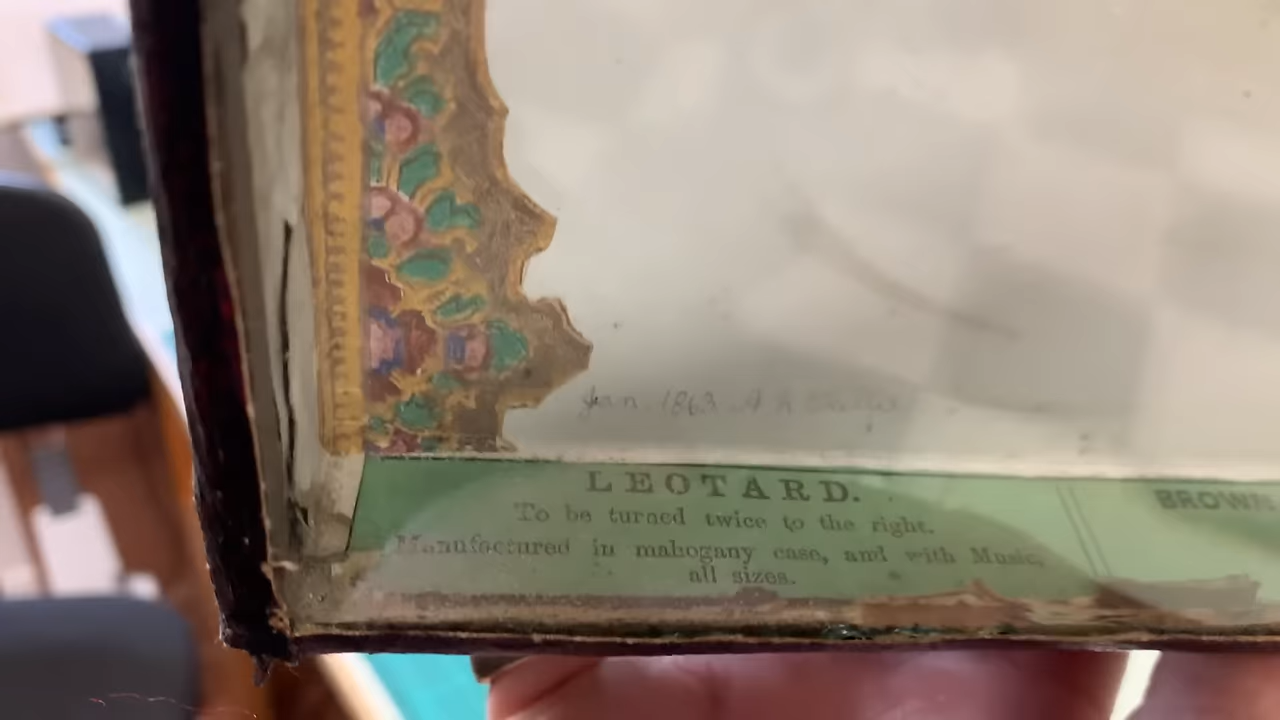 Jan. 1863 A
LEOTARD.
To be turned twice to the right.
Manufactured in mahogany case, and with Music,
all sizes.
BROWN